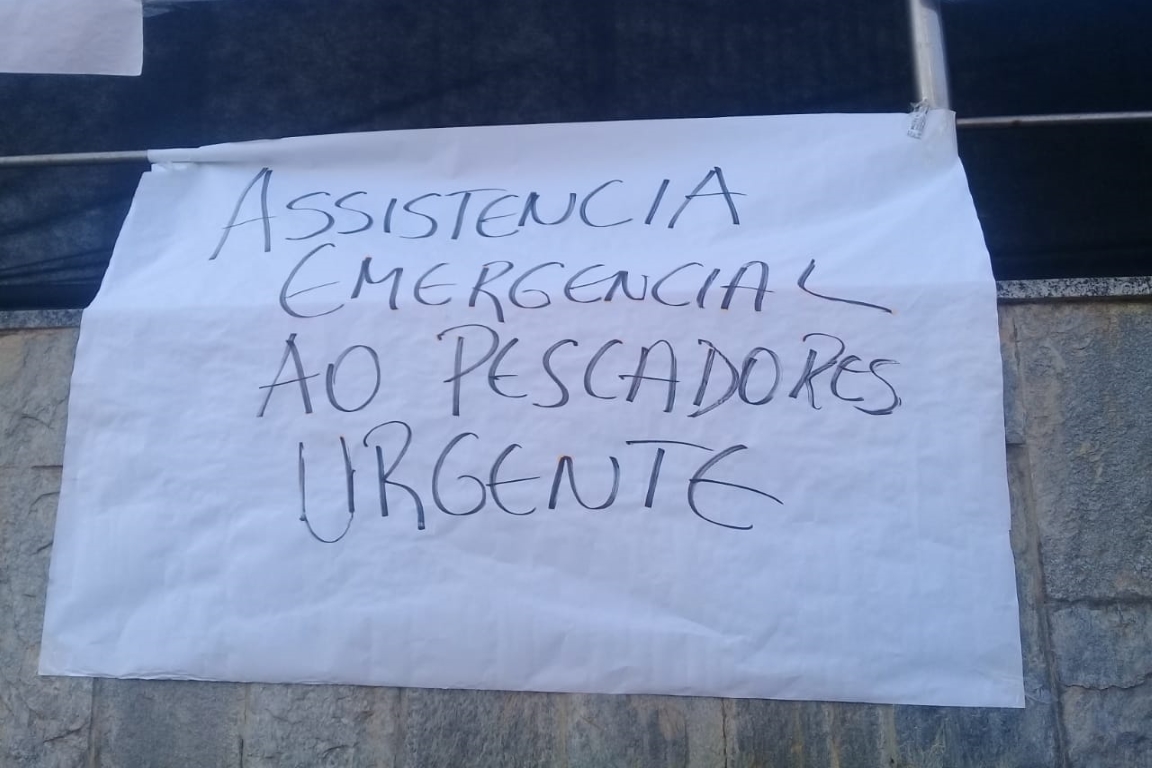 ASSISTENCIA
EMERGENCIAL
AO PESCADORES
URGENTE